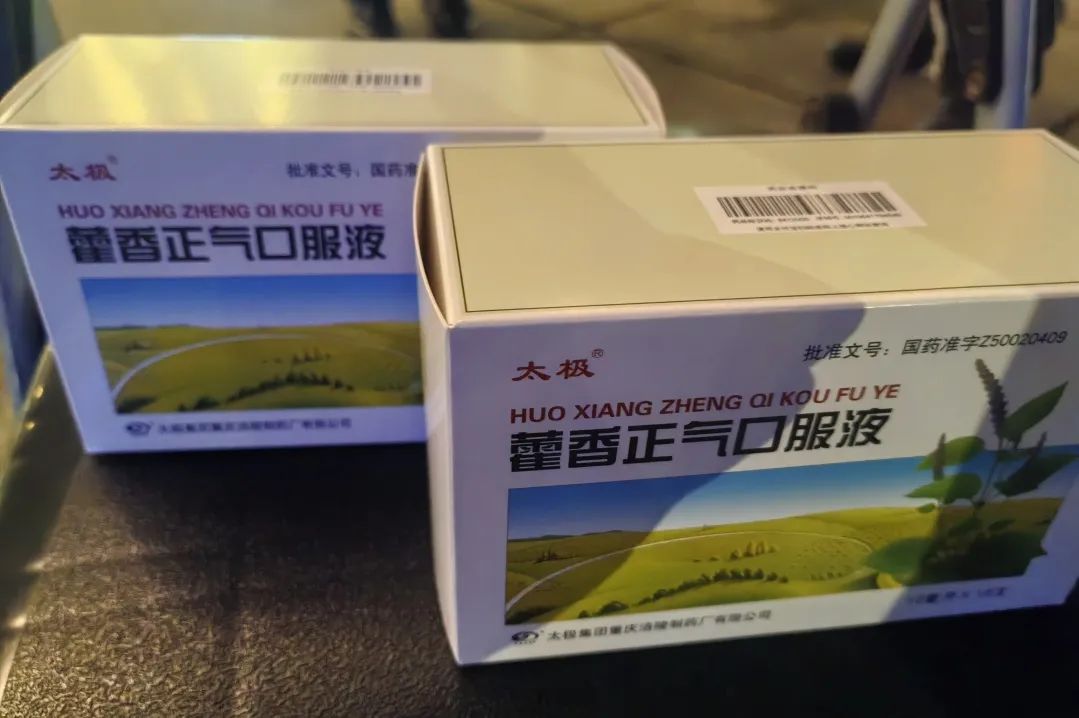 太极®
批准文号：国药准
HUO XIANG ZHENG QI KOU FU YE
藿香正气口服液
太极集团重庆涪陵制药厂有限公司
太极®
批准文号：国药准字Z50020409
HUO XIANG ZHENG QI KOU FU YE
藿香正气口服液
太极集团重庆涪陵制药厂有限公司